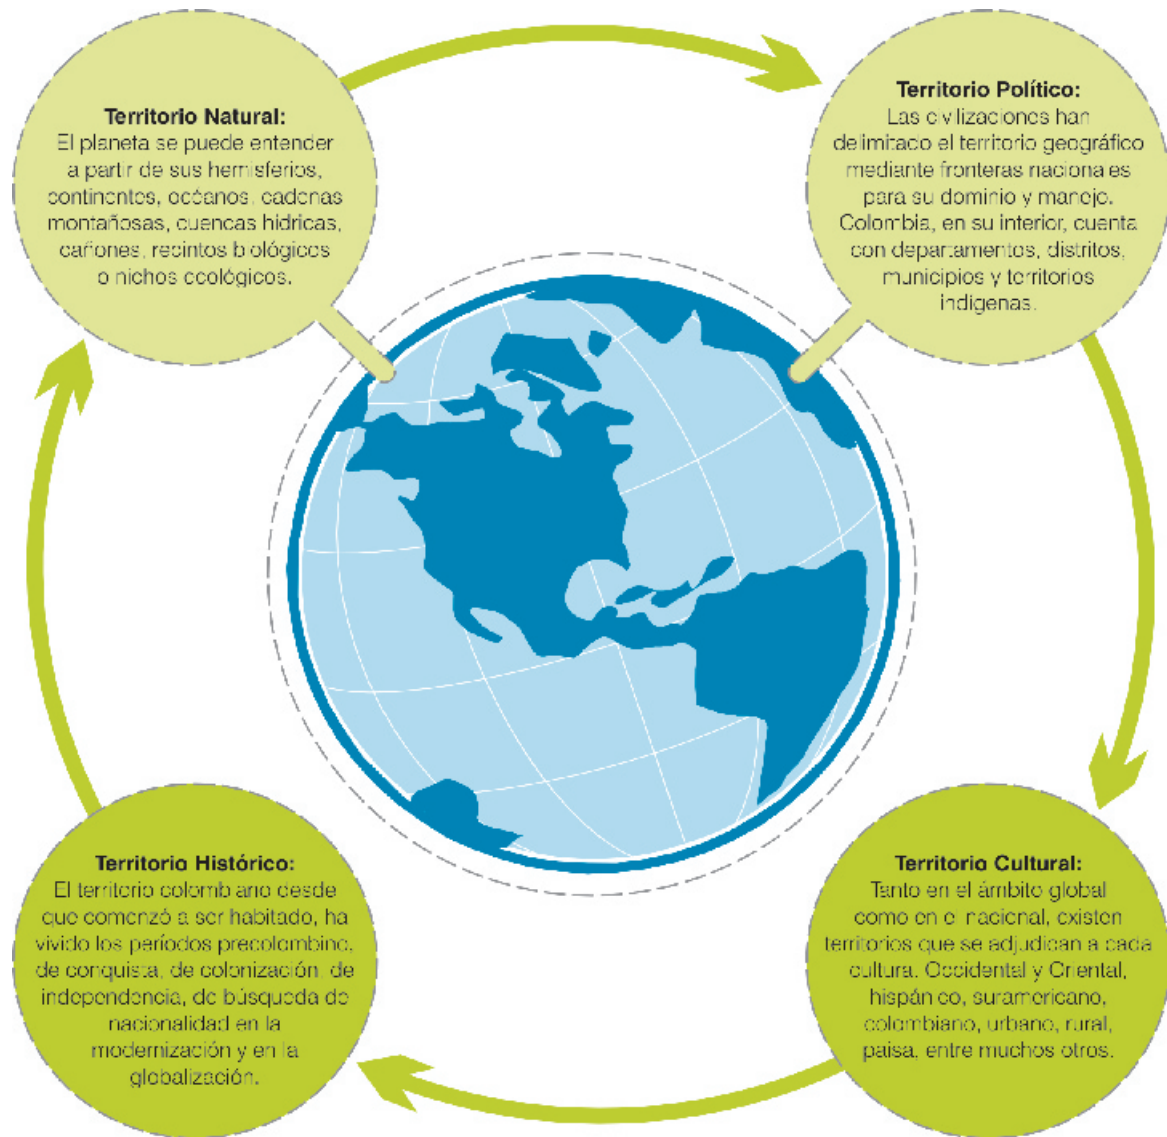 Territorio Natural:
El planeta se puede entender
a partir de sus hemisferios,
continentes, océanos, cadenas
montañosas, cuencas hídricas,
cañones, recintos biológicos
o nichos ecológicos.
Territorio Político:
Las civilizaciones han
delimitado el territorio geográfico
mediante fronteras nacionales
para su dominio y manejo.
Colombia, en su interior, cuenta
con departamentos, distritos,
municipios y territorios
indígenas.
Territorio Cultural:
Tanto en el ámbito global
como en el nacional, existen
territorios que se adjudican a cada
cultura. Occidental y Oriental,
hispánico, suramericano,
colombiano, urbano, rural,
paisa, entre muchos otros.
Territorio Histórico:
El territorio colombiano desde
que comenzó a ser habitado, ha
vivido los períodos precolombino,
de conquista, de colonización, de
independencia, de búsqueda de
nacionalidad en la
modernización y en la
globalización.